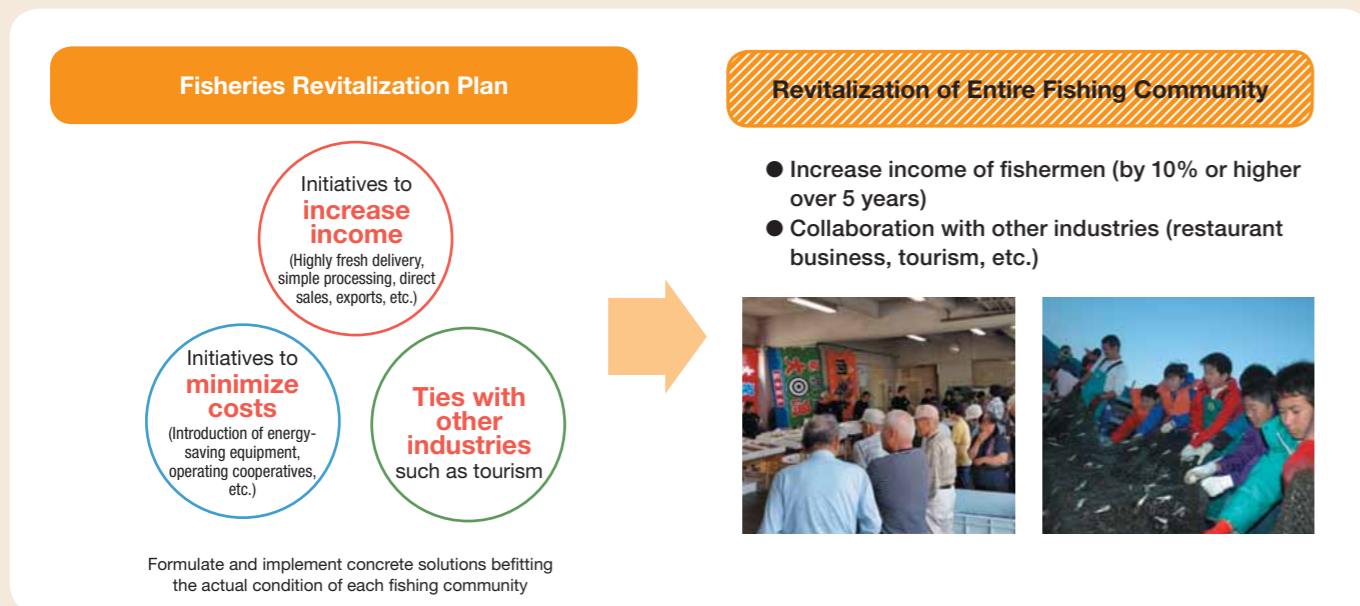 Fisheries Revitalization Plan
Initiatives to
increase
income
(Highly fresh delivery,
simple processing, direct
sales, exports, etc.)
Initiatives to
minimize
costs
(Introduction of energy-
saving equipment,
operating cooperatives,
etc.)
Ties with
other
industries
such as tourism
Formulate and implement concrete solutions befitting
the actual condition of each fishing community
Revitalization of Entire Fishing Community
● Increase income of fishermen (by 10% or higher
over 5 years)
● Collaboration with other industries (restaurant
business, tourism, etc.)